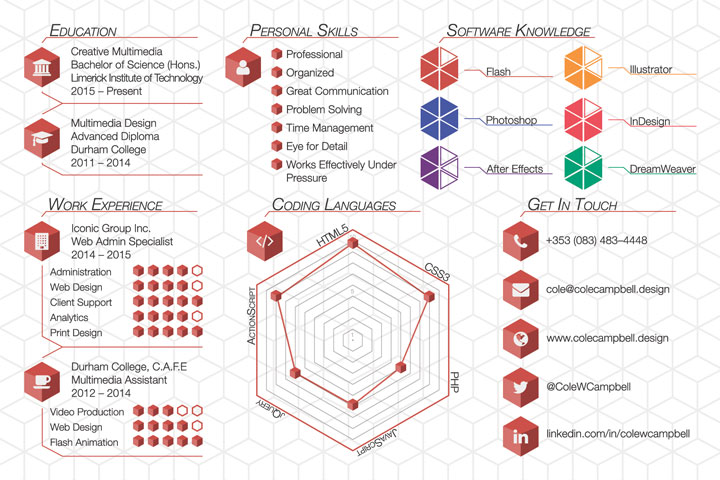 EDUCATION
Creative Multimedia
Bachelor of Science (Hons.)
Limerick Institute of Technology
2015 – Present
Multimedia Design
Advanced Diploma
Durham College
2011 – 2014
PERSONAL SKILLS
Professional
Organized
Great Communication
Problem Solving
Time Management
Eye for Detail
Works Effectively Under
Pressure
SOFTWARE KNOWLEDGE
Flash
Illustrator
Photoshop
InDesign
After Effects
DreamWeaver
WORK EXPERIENCE
Iconic Group Inc.
Web Admin Specialist
2014 – 2015
Administration
Web Design
Client Support
Analytics
Print Design
Durham College, C.A.F.E
Multimedia Assistant
2012 – 2014
Video Production
Web Design
Flash Animation
CODING LANGUAGES
HTML5
CSS3
ACTIONSCRIPT
PHP
JQUERY
JAVASCRIPT
GET IN TOUCH
+353 (083) 483–4448
cole@colecampbell.design
www.colecampbell.design
@ColeWCampbell
linkedin.com/in/colewcampbell